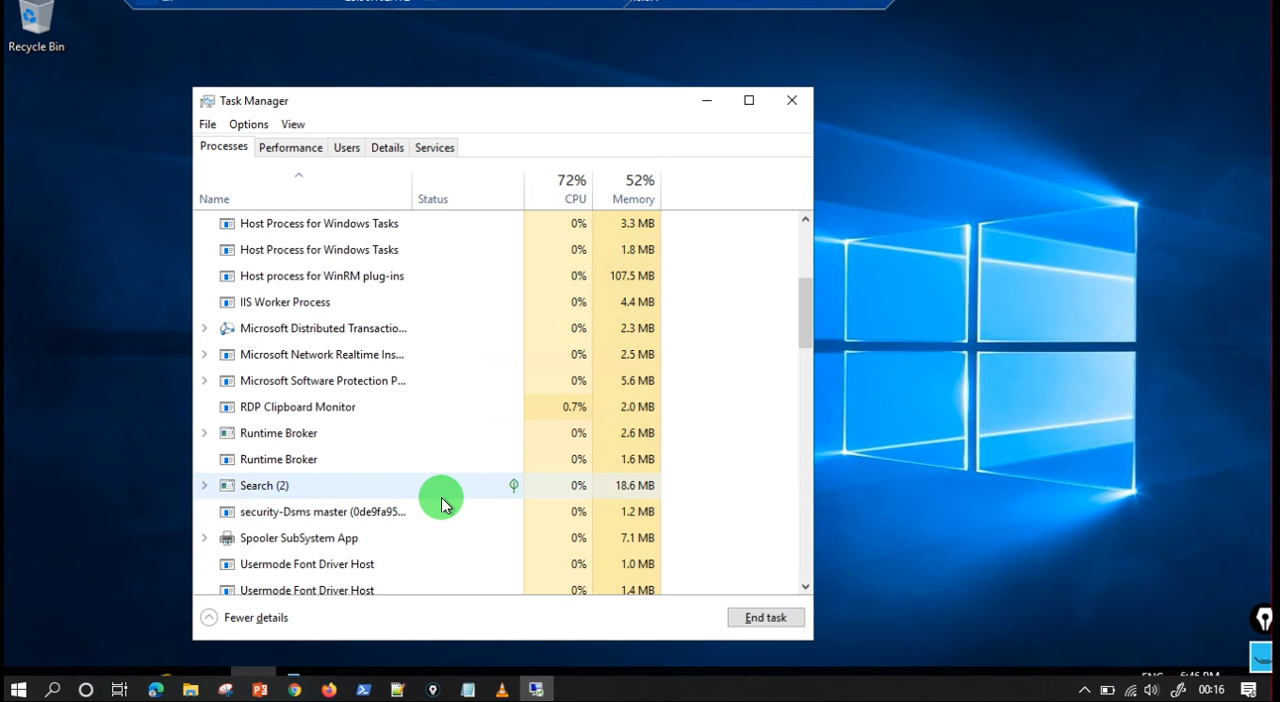 Recycle Bin
Task Manager
File Options View
Processes Performance Users Details Services
72% 52%
Name Status CPU Memory
Host Process for Windows Tasks 0% 3.3 MB
Host Process for Windows Tasks 0% 1.8 MB
Host process for WinRM plug-ins 0% 107.5 MB
IIS Worker Process 0% 4.4 MB
Microsoft Distributed Transactio... 0% 2.3 MB
Microsoft Network Realtime Ins... 0% 2.5 MB
Microsoft Software Protection P... 0% 5.6 MB
RDP Clipboard Monitor 0.7% 2.0 MB
Runtime Broker 0% 2.6 MB
Runtime Broker 0% 1.6 MB
Search (2) 0% 18.6 MB
security-Dsms master (0de9fa95... 0% 1.2 MB
Spooler SubSystem App 0% 7.1 MB
Usermode Font Driver Host 0% 1.0 MB
Usermode Font Driver Host 0% 1.4 MB
Fewer details End task
00:16